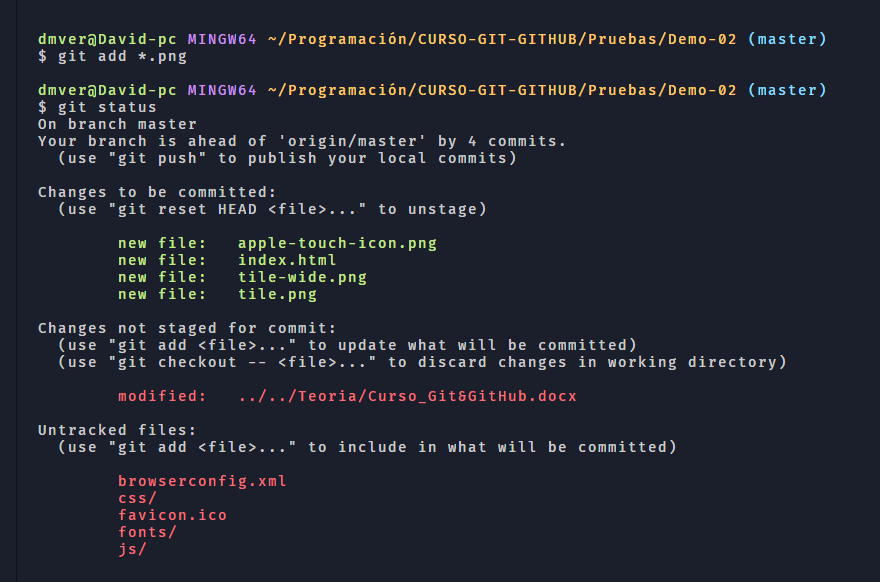 dmver@David-pc MINGW64 ~/Programación/CURSO-GIT-GITHUB/Pruebas/Demo-02 (master)
$ git add *.png
dmver@David-pc MINGW64 ~/Programación/CURSO-GIT-GITHUB/Pruebas/Demo-02 (master)
$ git status
On branch master
Your branch is ahead of 'origin/master' by 4 commits.
  (use "git push" to publish your local commits)
Changes to be committed:
  (use "git reset HEAD <file>..." to unstage)
        new file:   apple-touch-icon.png
        new file:   index.html
        new file:   tile-wide.png
        new file:   tile.png
Changes not staged for commit:
  (use "git add <file>..." to update what will be committed)
  (use "git checkout -- <file>..." to discard changes in working directory)
        modified:   ../../Teoria/Curso_Git&GitHub.docx
Untracked files:
  (use "git add <file>..." to include in what will be committed)
        browserconfig.xml
        css/
        favicon.ico
        fonts/
        js/